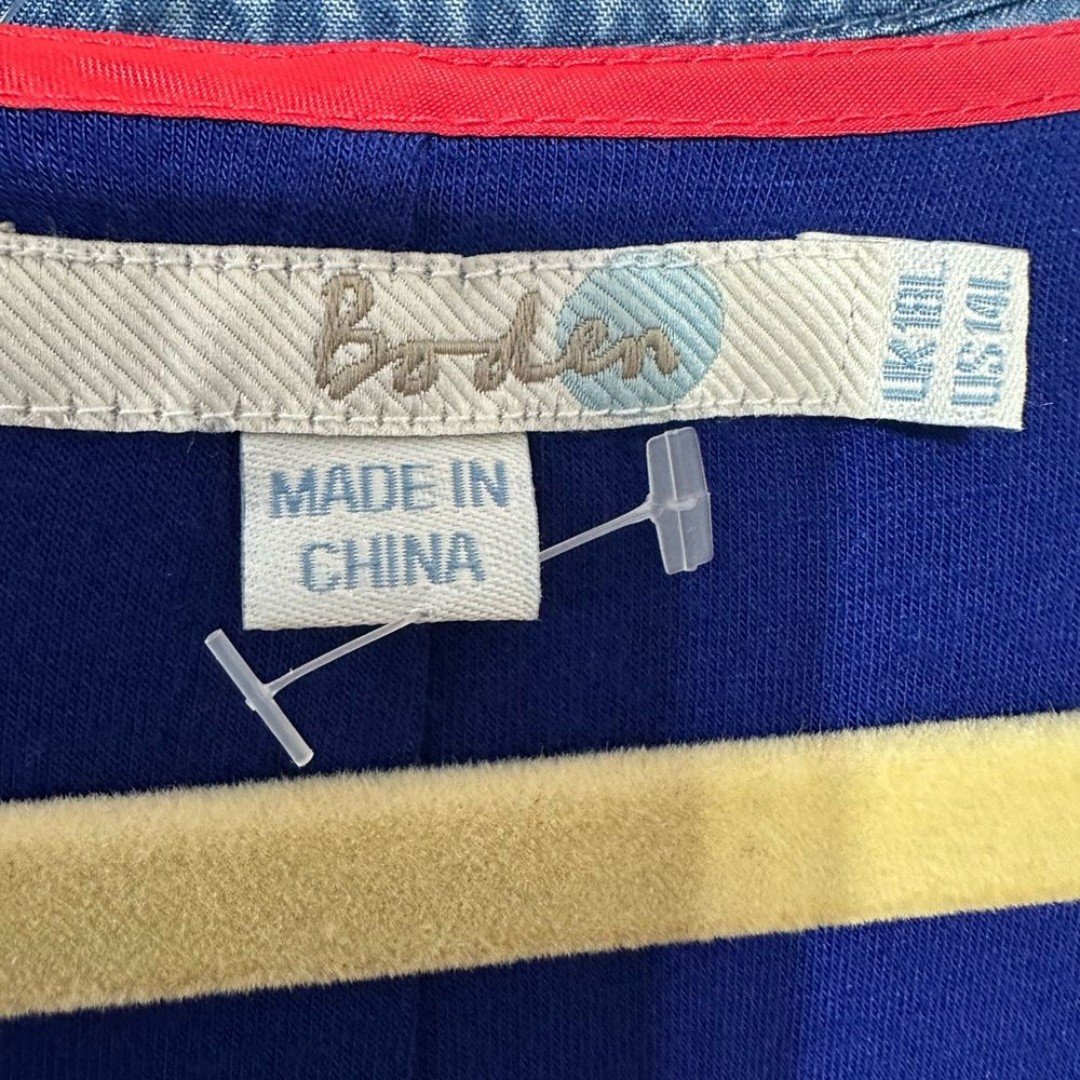 Boden
UK 18L
US 14L
MADE IN
CHINA